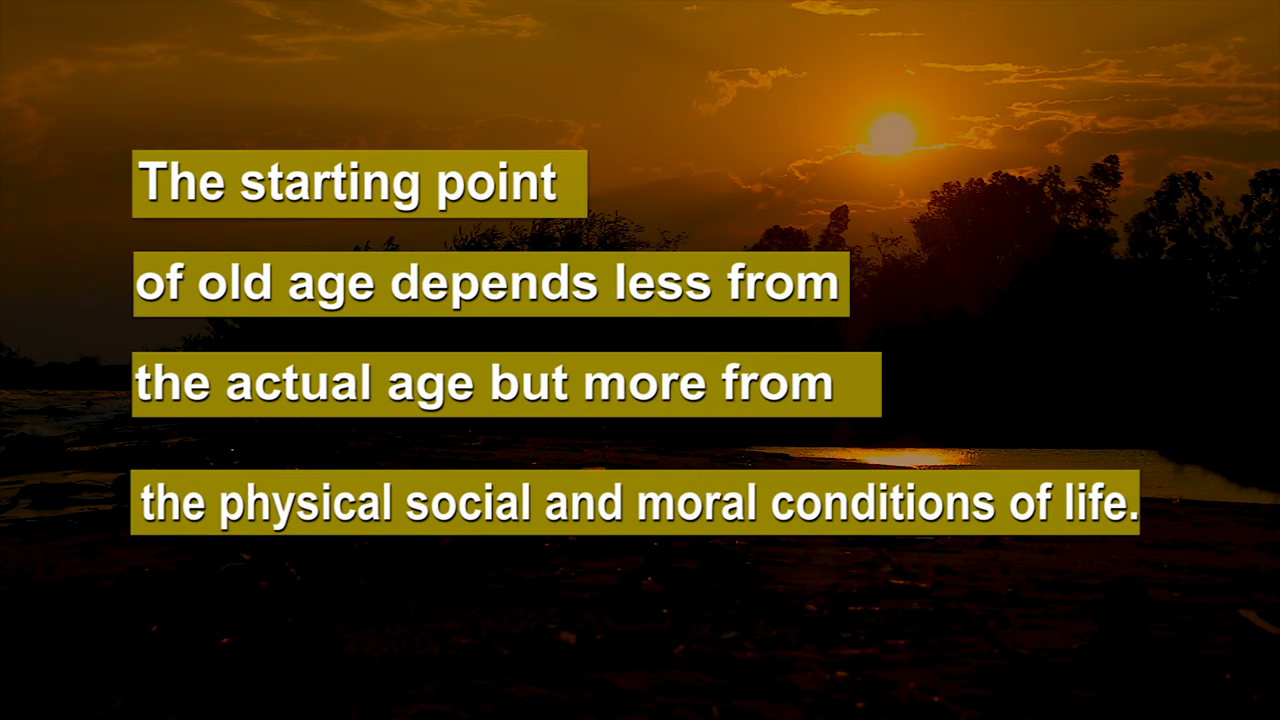 The starting point
of old age depends less from
the actual age but more from
the physical social and moral conditions of life.